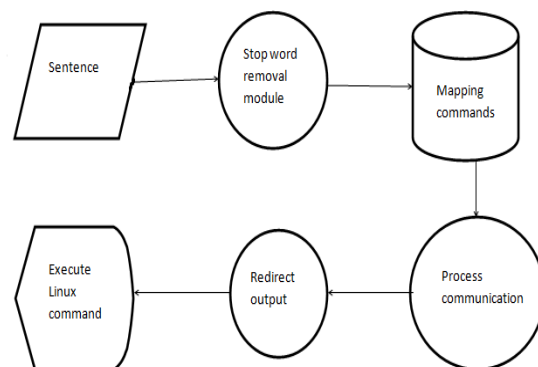 Sentence
Stop word
removal
module
Mapping
commands
Process
communication
Redirect
output
Execute
Linux
command